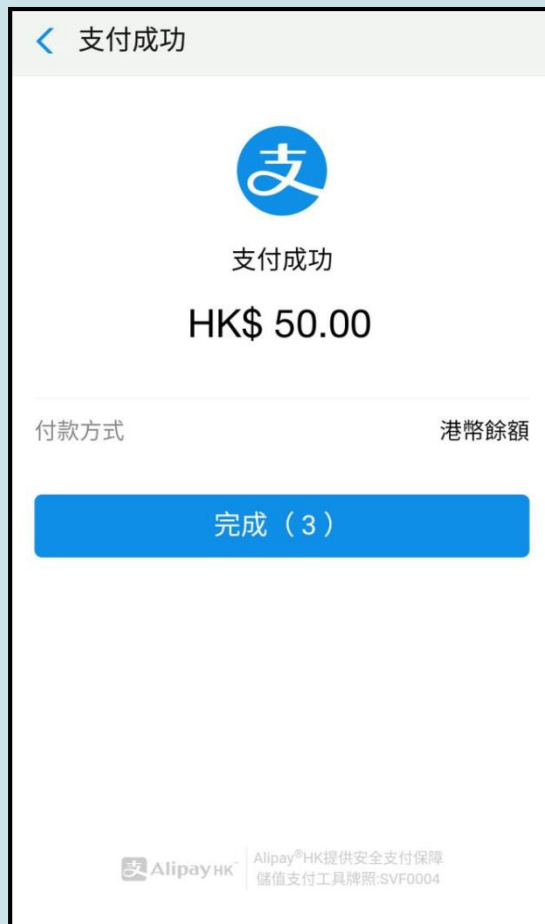 支付成功
支
支付成功
HK$ 50.00
付款方式 港幣餘額
完成（3）
支 Alipay HK™
Alipay®HK提供安全支付保障
儲值支付工具牌照:SVF0004